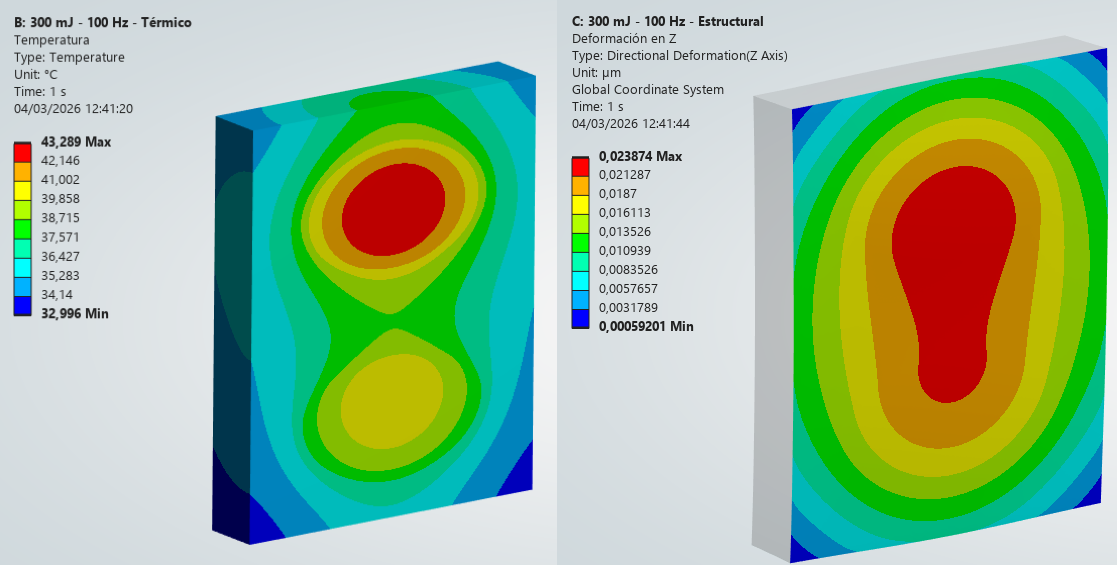 B: 300 mJ - 100 Hz - Térmico
Temperatura
Type: Temperature
Unit: °C
Time: 1 s
04/03/2026 12:41:20
43,289 Max
42,146
41,002
39,858
38,715
37,571
36,427
35,283
34,14
32,996 Min
C: 300 mJ - 100 Hz - Estructural
Deformación en Z
Type: Directional Deformation(Z Axis)
Unit: µm
Global Coordinate System
Time: 1 s
04/03/2026 12:41:44
0,023874 Max
0,021287
0,0187
0,016113
0,013526
0,010939
0,0083526
0,0057657
0,0031789
0,00059201 Min